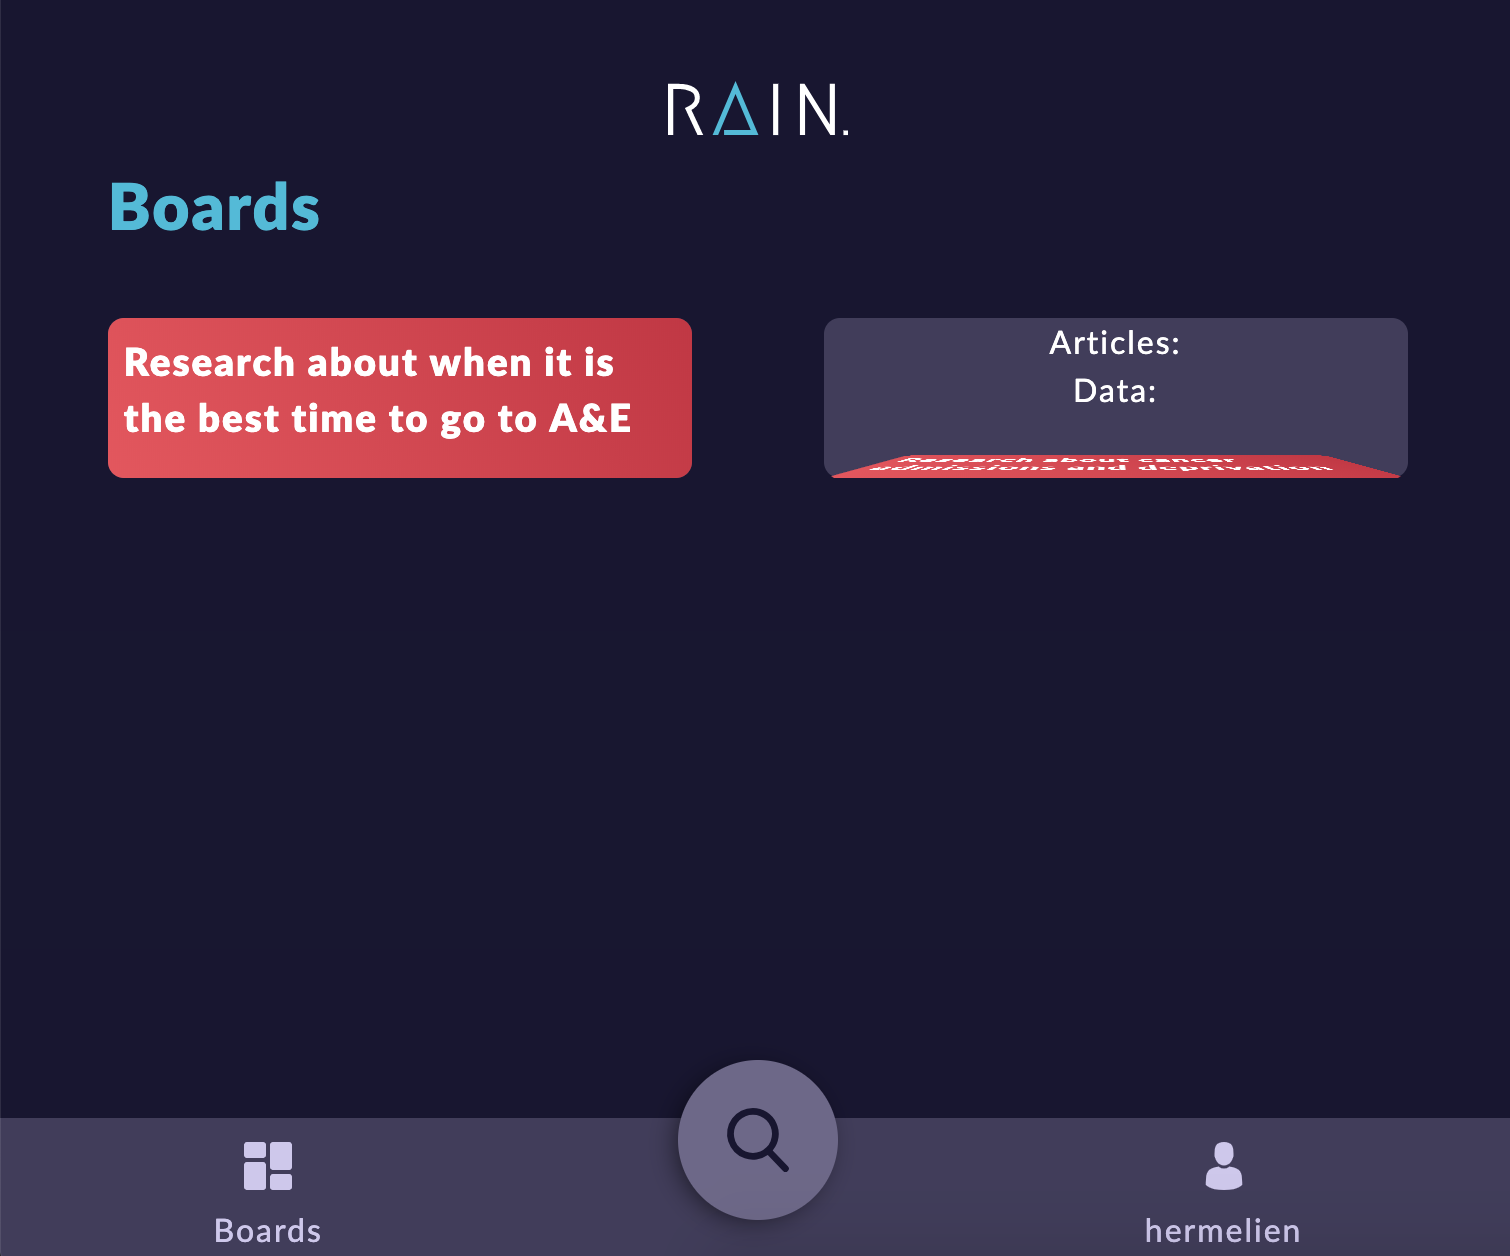 RAIN.
Boards
Research about when it is
the best time to go to A&E
Articles:
Data:
Research about cancer
admissions and deprivation
Boards
hermelien